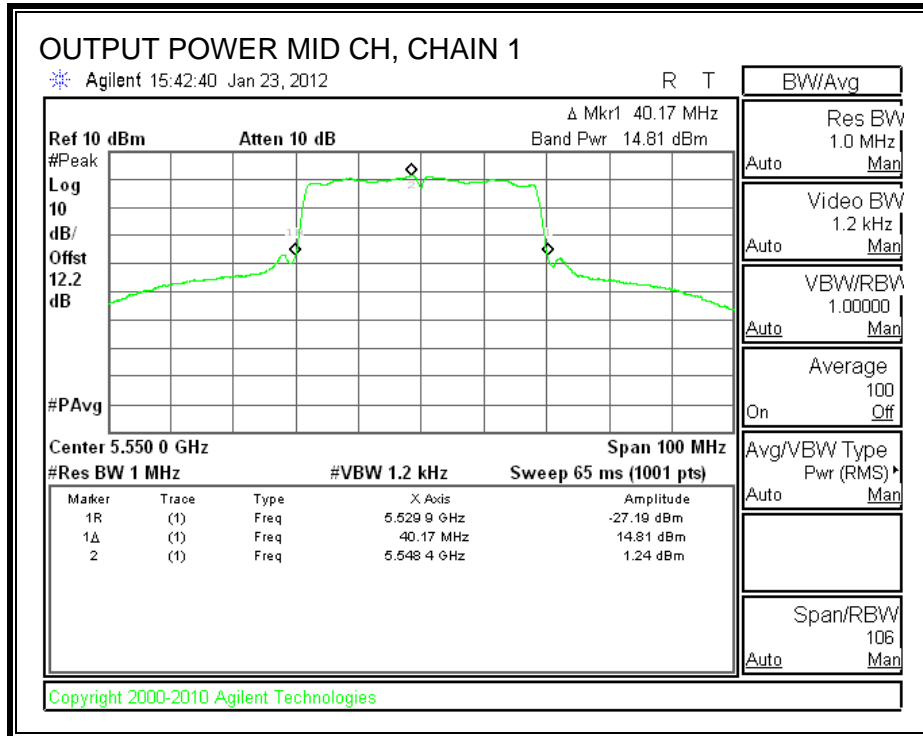 OUTPUT POWER MID CH, CHAIN 1
Agilent 15:42:40 Jan 23, 2012 R T
Δ Mkr1 40.17 MHz
Ref 10 dBm Atten 10 dB Band Pwr 14.81 dBm
#Peak
Log
10
dB/
Offst
12.2
dB
#PAvg
1R
2
1
Center 5.550 0 GHz Span 100 MHz
#Res BW 1 MHz #VBW 1.2 kHz Sweep 65 ms (1001 pts)
Marker Trace Type X Axis Amplitude
1R (1) Freq 5.529 9 GHz -27.19 dBm
1Δ (1) Freq 40.17 MHz 14.81 dBm
2 (1) Freq 5.548 4 GHz 1.24 dBm
Copyright 2000-2010 Agilent Technologies
BW/Avg
Res BW
1.0 MHz
Auto Man
Video BW
1.2 kHz
Auto Man
VBW/RBW
1.00000
Auto Man
Average
100
On Off
Avg/VBW Type
Pwr (RMS)
Auto Man
Span/RBW
106
Auto Man